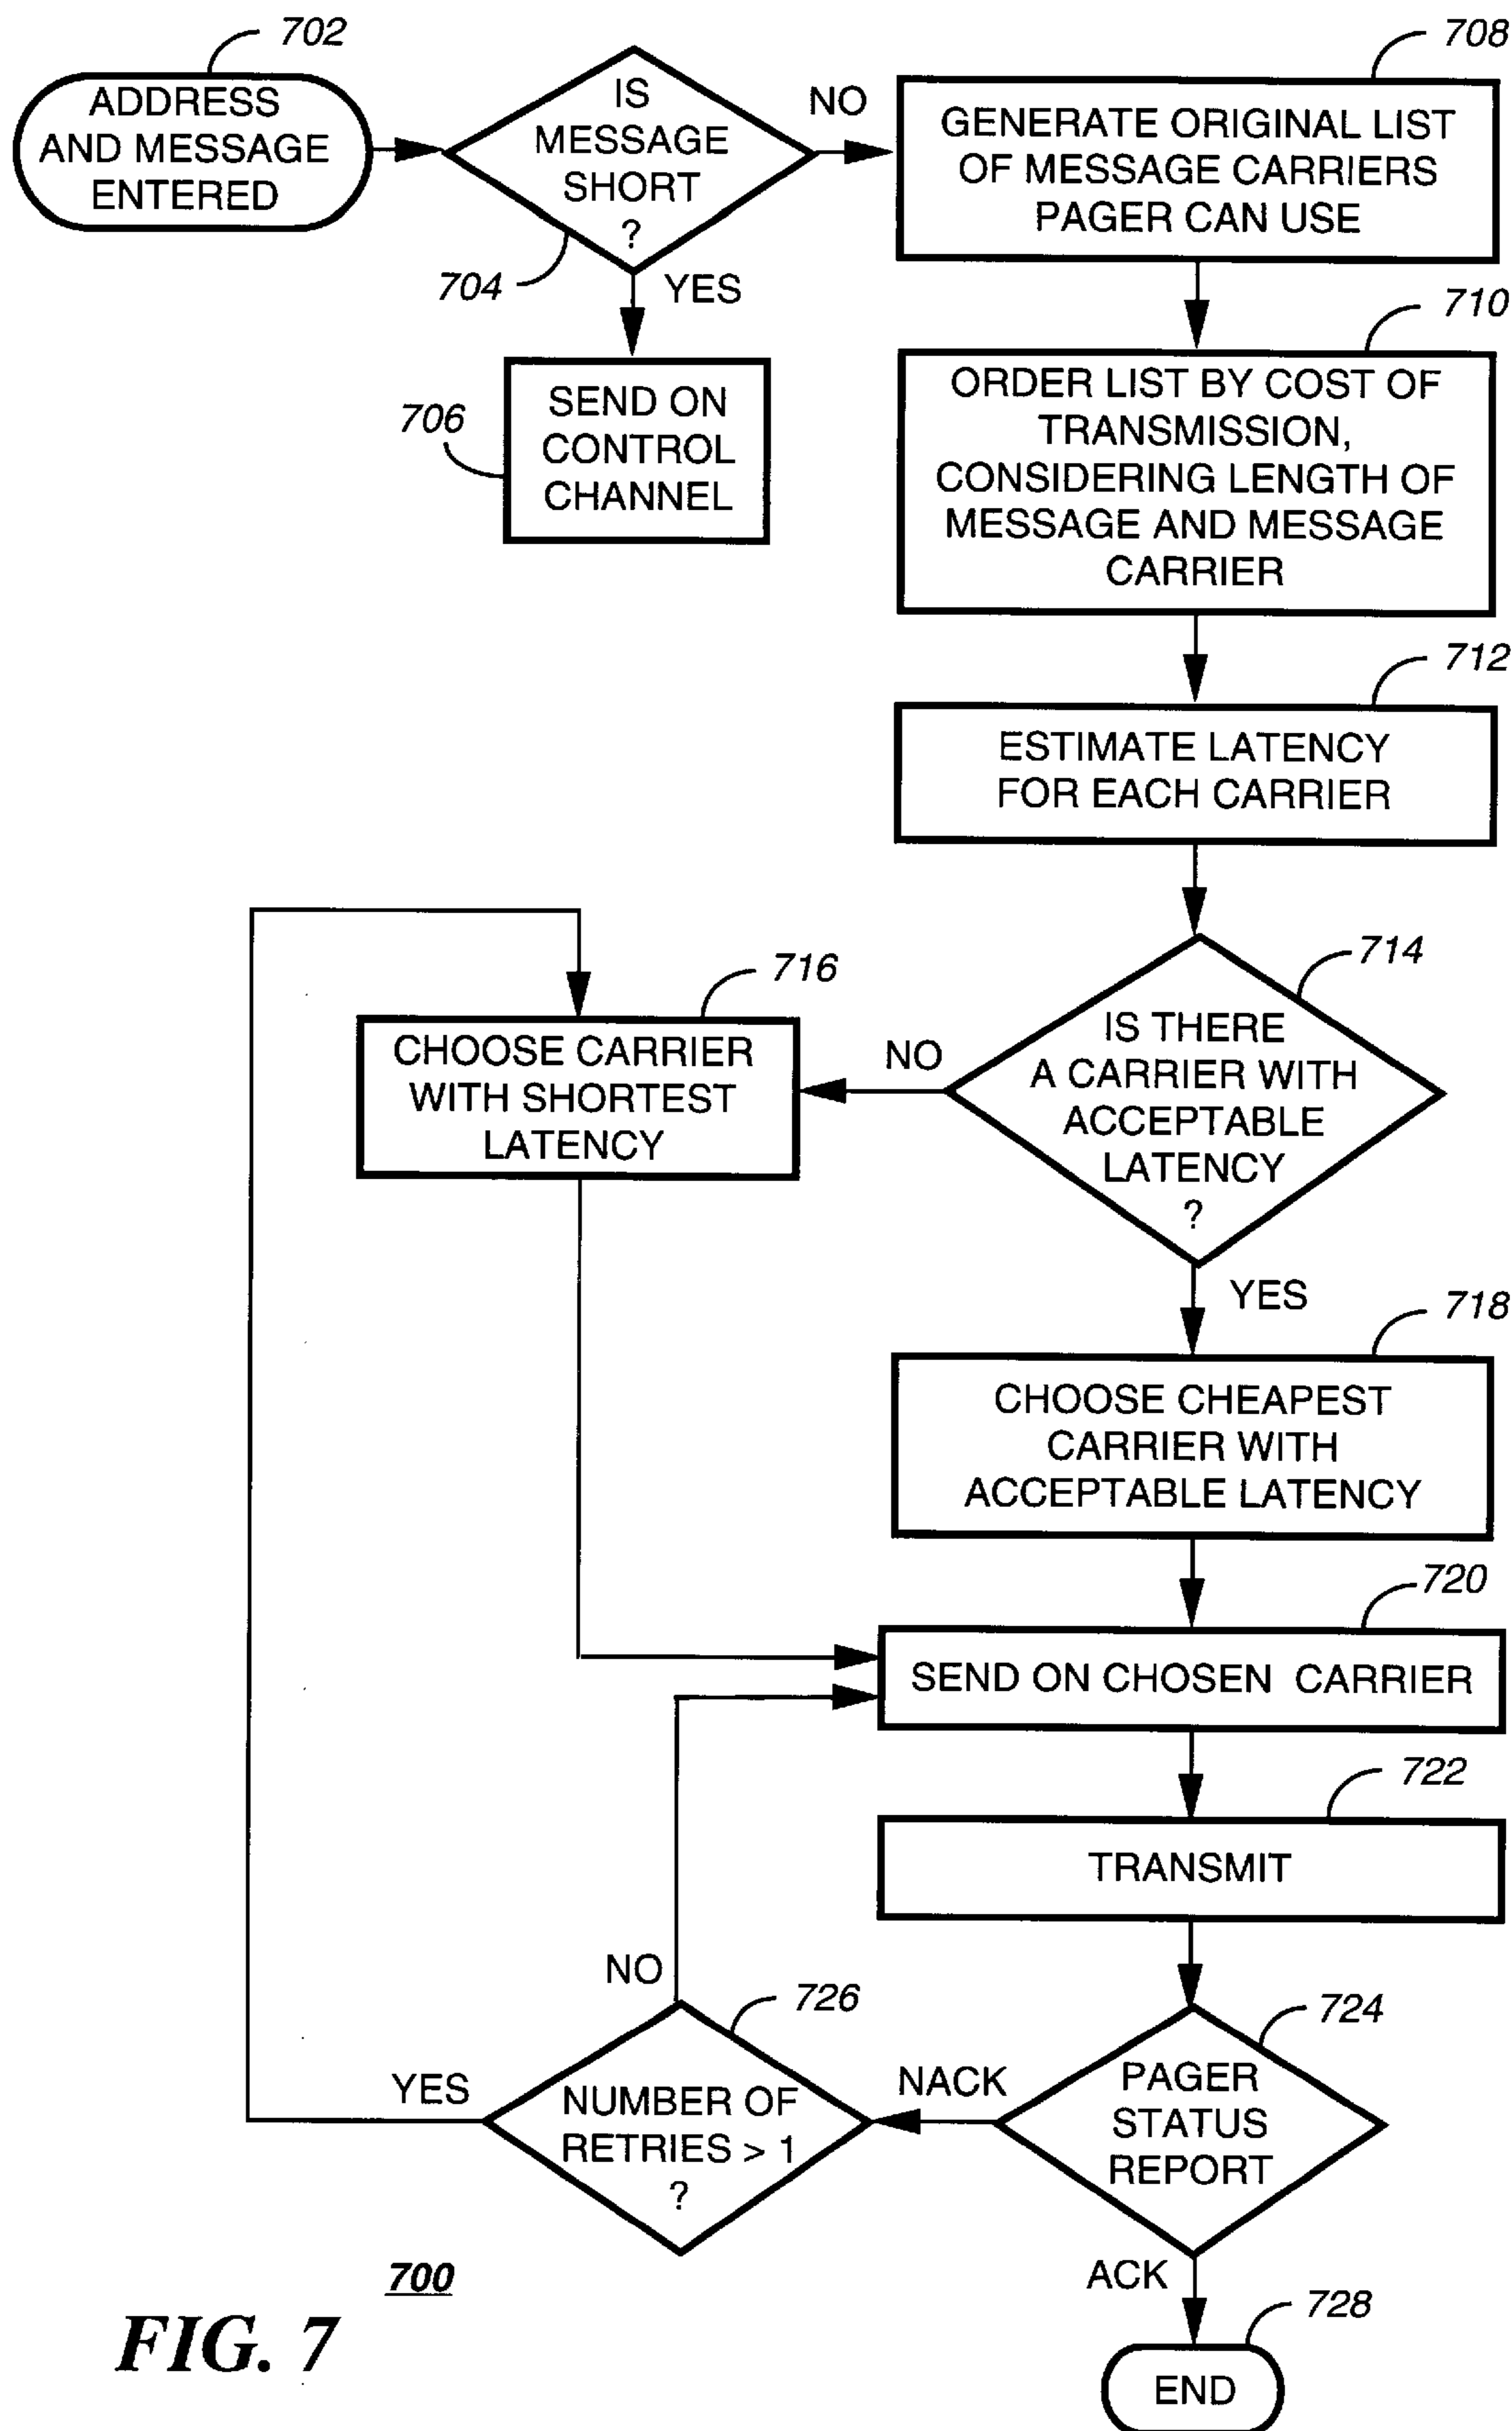 702
ADDRESS
AND MESSAGE
ENTERED
IS
MESSAGE
SHORT
?
704
NO
YES
706
SEND ON
CONTROL
CHANNEL
708
GENERATE ORIGINAL LIST
OF MESSAGE CARRIERS
PAGER CAN USE
710
ORDER LIST BY COST OF
TRANSMISSION,
CONSIDERING LENGTH OF
MESSAGE AND MESSAGE
CARRIER
712
ESTIMATE LATENCY
FOR EACH CARRIER
714
IS THERE
A CARRIER WITH
ACCEPTABLE
LATENCY
?
NO
716
CHOOSE CARRIER
WITH SHORTEST
LATENCY
YES
718
CHOOSE CHEAPEST
CARRIER WITH
ACCEPTABLE LATENCY
720
SEND ON CHOSEN CARRIER
722
TRANSMIT
724
PAGER
STATUS
REPORT
NACK
726
NUMBER OF
RETRIES > 1
?
NO
YES
ACK
728
END
700
FIG. 7